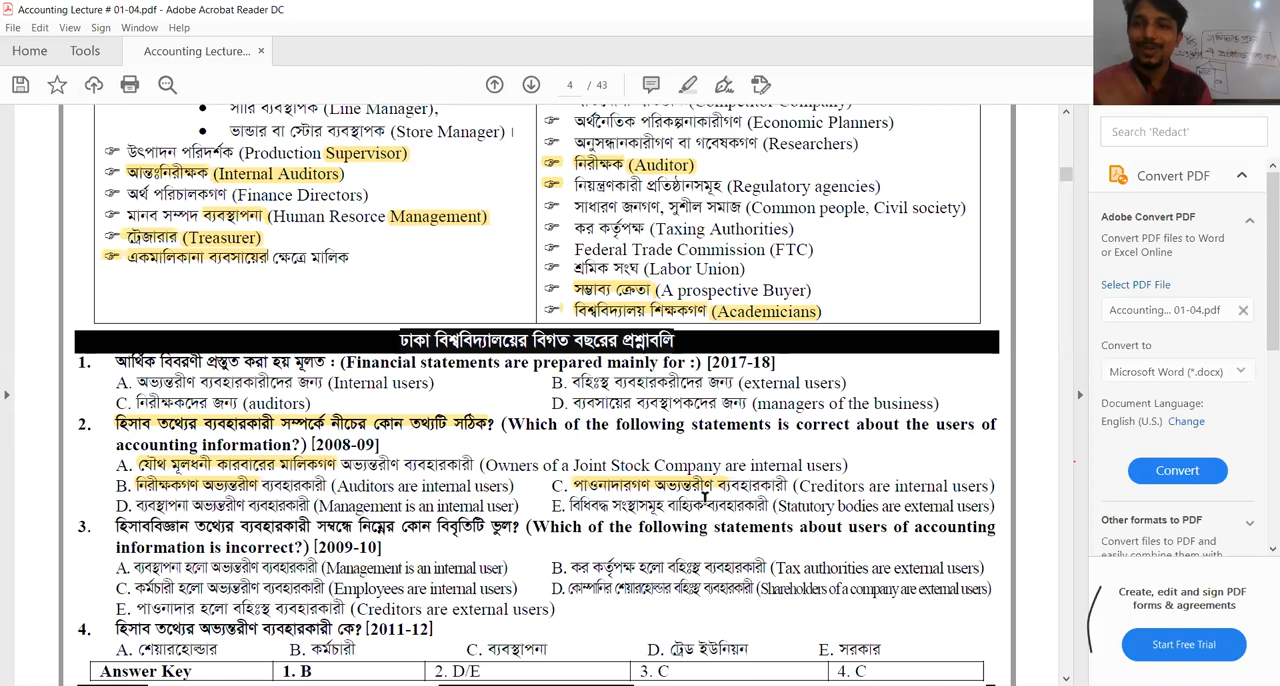 Accounting Lecture # 01-04.pdf - Adobe Acrobat Reader DC
File Edit View Sign Window Help
Home Tools Accounting Lecture... ×
4 / 43
সারি ব্যবস্থাপক (Line Manager),
ভান্ডার বা স্টোর ব্যবস্থাপক (Store Manager)।
উৎপাদন পরিদর্শক (Production Supervisor)
আন্তঃনিরীক্ষক (Internal Auditors)
অর্থ পরিচালকগণ (Finance Directors)
মানব সম্পদ ব্যবস্থাপনা (Human Resorce Management)
ট্রেজারার (Treasurer)
একমালিকানা ব্যবসায়ের ক্ষেত্রে মালিক
(Competitor Company)
অর্থনৈতিক পরিকল্পনাকারীগণ (Economic Planners)
অনুসন্ধানকারীগণ বা গবেষকগণ (Researchers)
নিরীক্ষক (Auditor)
নিয়ন্ত্রণকারী প্রতিষ্ঠানসমূহ (Regulatory agencies)
সাধারণ জনগণ, সুশীল সমাজ (Common people, Civil society)
কর কর্তৃপক্ষ (Taxing Authorities)
Federal Trade Commission (FTC)
শ্রমিক সংঘ (Labor Union)
সম্ভাব্য ক্রেতা (A prospective Buyer)
বিশ্ববিদ্যালয় শিক্ষকগণ (Academicians)
ঢাকা বিশ্ববিদ্যালয়ের বিগত বছরের প্রশ্নাবলি
1. আর্থিক বিবরণী প্রস্তুত করা হয় মূলত : (Financial statements are prepared mainly for :) [2017-18]
A. অভ্যন্তরীণ ব্যবহারকারীদের জন্য (Internal users) B. বহিঃস্থ ব্যবহারকরীদের জন্য (external users)
C. নিরীক্ষকদের জন্য (auditors) D. ব্যবসায়ের ব্যবস্থাপকদের জন্য (managers of the business)
2. হিসাব তথ্যের ব্যবহারকারী সম্পর্কে নীচের কোন তথ্যটি সঠিক? (Which of the following statements is correct about the users of
accounting information?) [2008-09]
A. যৌথ মূলধনী কারবারের মালিকগণ অভ্যন্তরীণ ব্যবহারকারী (Owners of a Joint Stock Company are internal users)
B. নিরীক্ষকগণ অভ্যন্তরীণ ব্যবহারকারী (Auditors are internal users) C. পাওনাদারগণ অভ্যন্তরীণ ব্যবহারকারী (Creditors are internal users)
D. ব্যবস্থাপনা অভ্যন্তরীণ ব্যবহারকারী (Management is an internal user) E. বিধিবদ্ধ সংস্থাসমূহ বাহ্যিক ব্যবহারকারী (Statutory bodies are external users)
3. হিসাববিজ্ঞান তথ্যের ব্যবহারকারী সম্বন্ধে নিম্নের কোন বিবৃতিটি ভুল? (Which of the following statements about users of accounting
information is incorrect?) [2009-10]
A. ব্যবস্থাপনা হলো অভ্যন্তরীণ ব্যবহারকারী (Management is an internal user) B. কর কর্তৃপক্ষ হলো বহিঃস্থ ব্যবহারকারী (Tax authorities are external users)
C. কর্মচারী হলো অভ্যন্তরীণ ব্যবহারকারী (Employees are internal users) D. কোম্পানির শেয়ারহোল্ডার বহিঃস্থ ব্যবহারকারী (Shareholders of a company are external users)
E. পাওনাদার হলো বহিঃস্থ ব্যবহারকারী (Creditors are external users)
4. হিসাব তথ্যের অভ্যন্তরীণ ব্যবহারকারী কে? [2011-12]
A. শেয়ারহোল্ডার B. কর্মচারী C. ব্যবস্থাপনা D. ট্রেড ইউনিয়ন E. সরকার
Answer Key 1. B 2. D/E 3. C 4. C
Search 'Redact'
Convert PDF
Adobe Convert PDF
Convert PDF files to Word
or Excel Online
Select PDF File
Accounting... 01-04.pdf
Convert to
Microsoft Word (*.docx)
Document Language:
English (U.S.) Change
Convert
Other formats to PDF
Convert files to PDF and
easily combine them with
Create, edit and sign PDF
forms & agreements
Start Free Trial